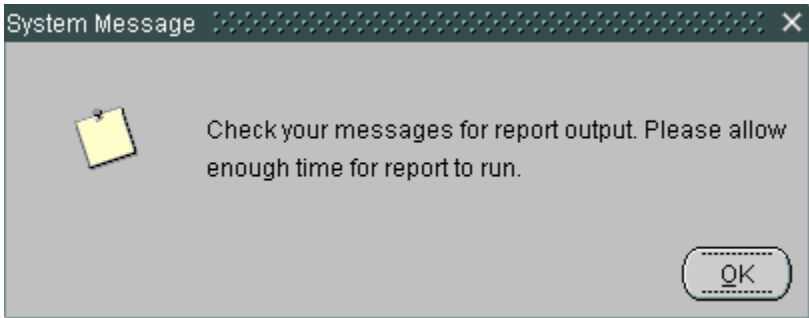 System Message
Check your messages for report output. Please allow
enough time for report to run.
OK